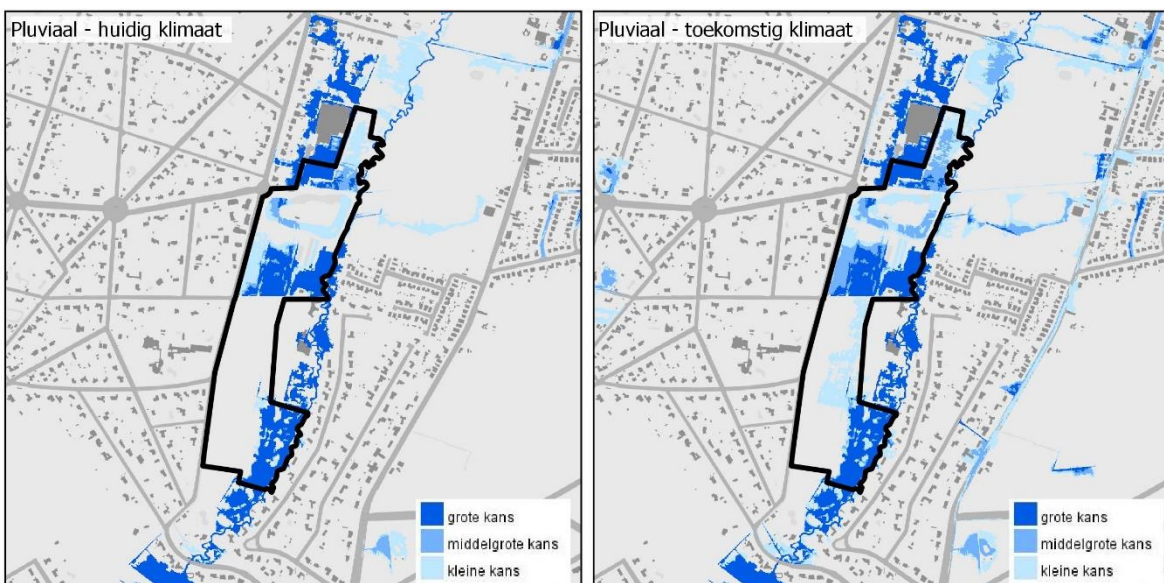 Pluviaal - huidig klimaat
grote kans
middelgrote kans
kleine kans
Pluviaal - toekomstig klimaat
grote kans
middelgrote kans
kleine kans